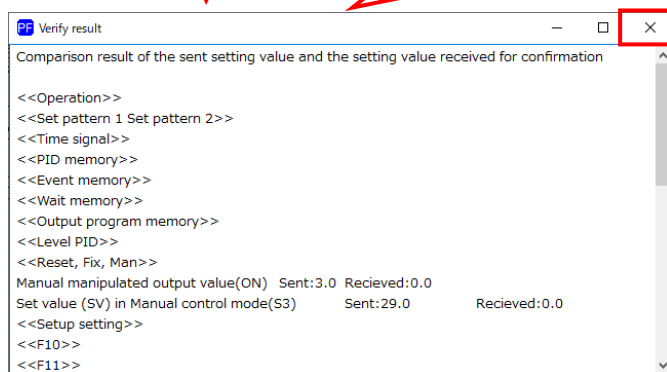 PF Verify result
Comparison result of the sent setting value and the setting value received for confirmation
<<Operation>>
<<Set pattern 1 Set pattern 2>>
<<Time signal>>
<<PID memory>>
<<Event memory>>
<<Wait memory>>
<<Output program memory>>
<<Level PID>>
<<Reset, Fix, Man>>
Manual manipulated output value(ON) Sent:3.0 Recieved:0.0
Set value (SV) in Manual control mode(S3) Sent:29.0 Recieved:0.0
<<Setup setting>>
<<F10>>
<<F11>>